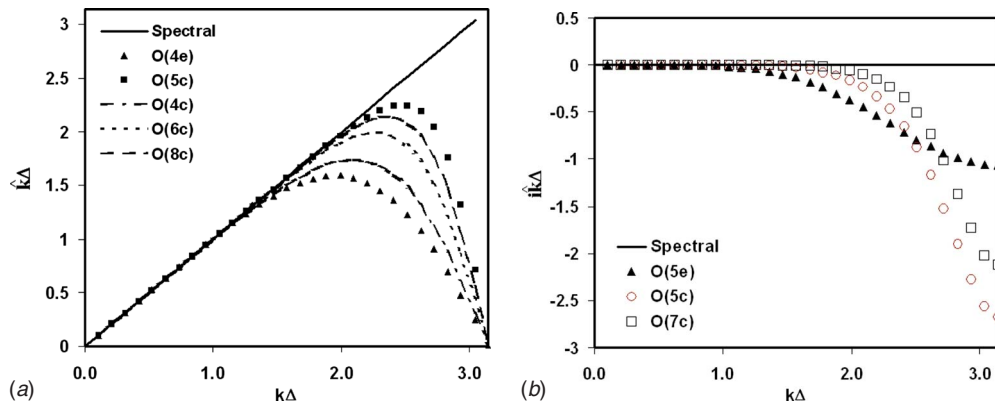 3
2.5
2
1.5
1
0.5
0
k̂Δ
Spectral
O(4e)
O(5c)
O(4c)
O(6c)
O(8c)
0.0
1.0
2.0
3.0
(a)
kΔ
0.5
0
-0.5
-1
-1.5
-2
-2.5
-3
ik̂Δ
Spectral
O(5e)
O(5c)
O(7c)
0.0
1.0
2.0
3.0
(b)
kΔ